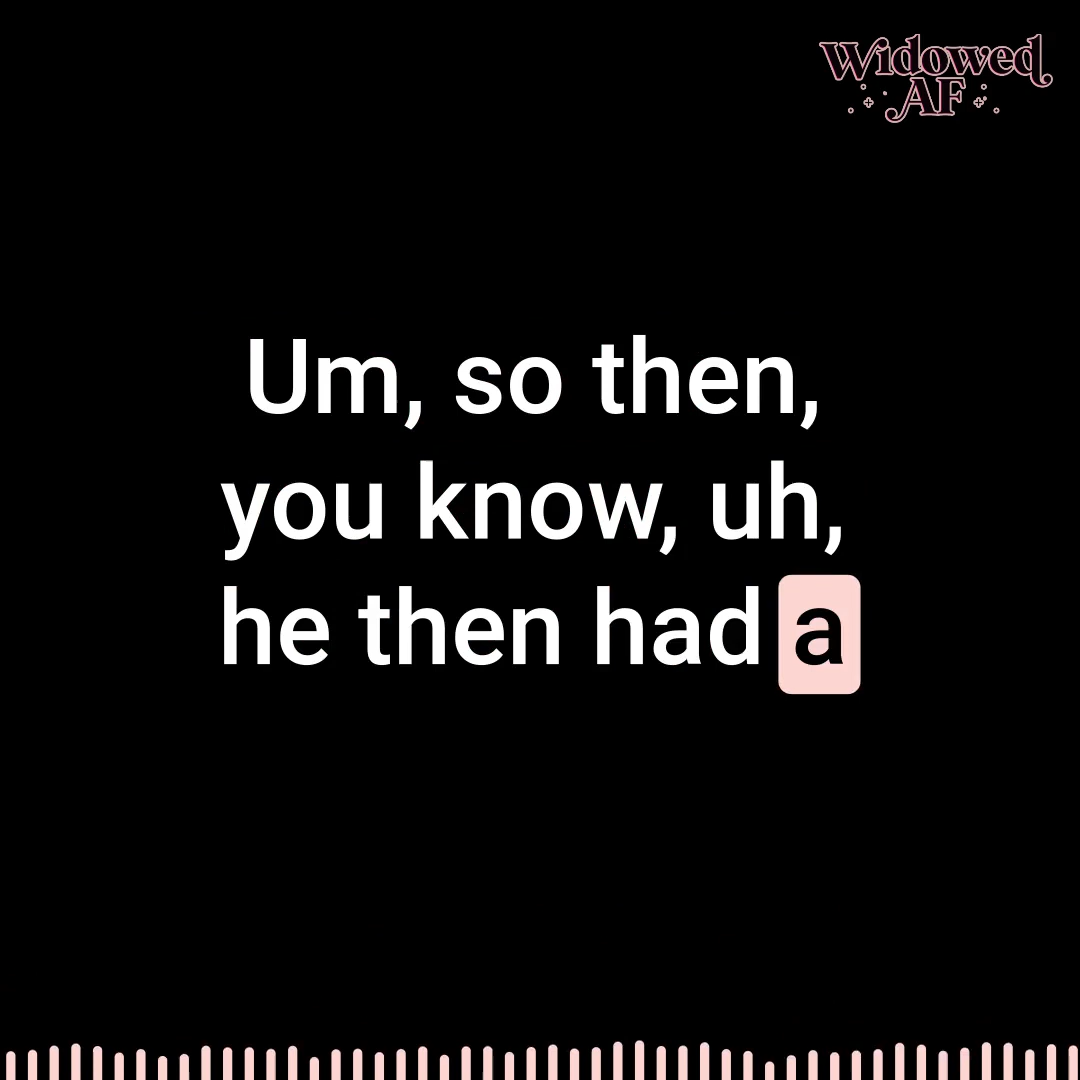 Widowed
AF
Um, so then,
you know, uh,
he then had a